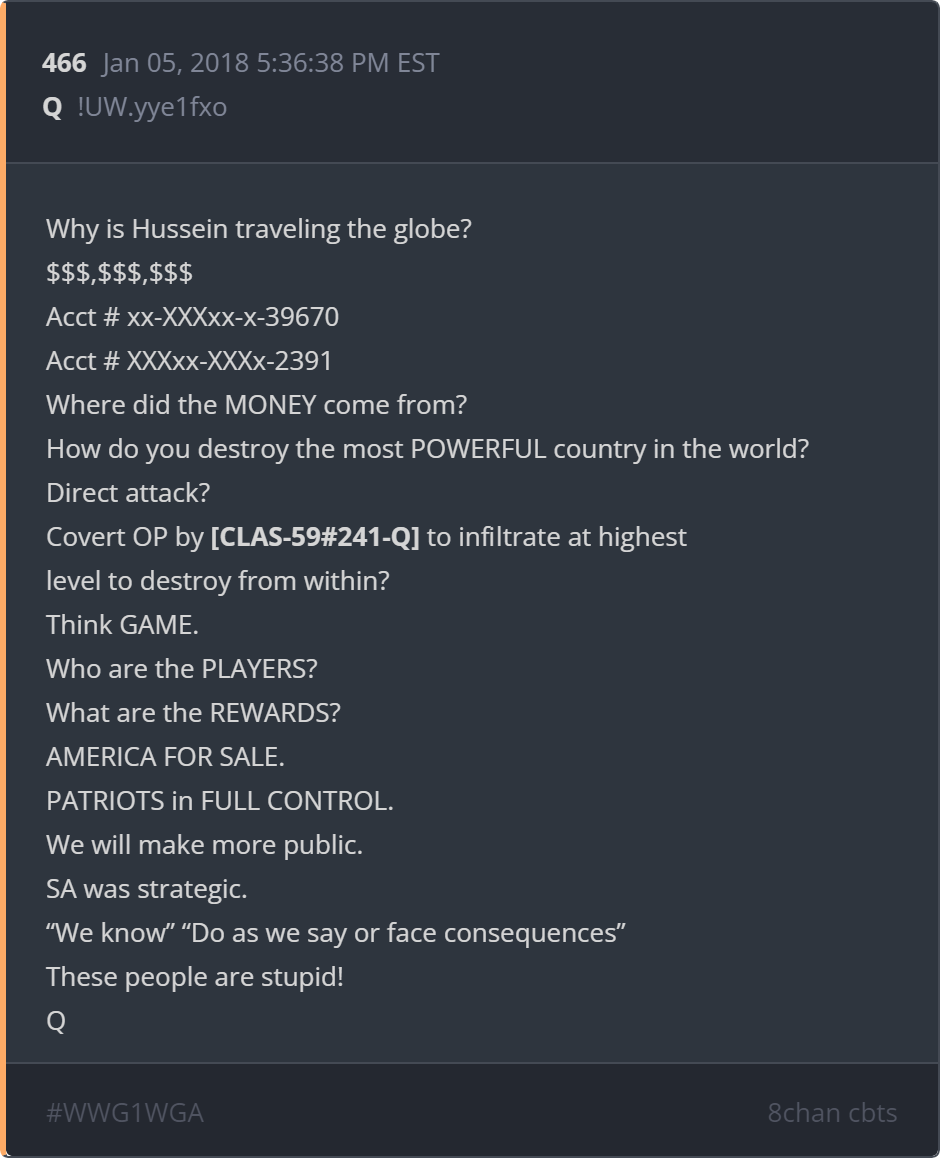 466 Jan 05, 2018 5:36:38 PM EST
Q !UW.yye1fxo
Why is Hussein traveling the globe?
$$$,$$$,$$$
Acct # xx-XXXxx-x-39670
Acct # XXXxx-XXXx-2391
Where did the MONEY come from?
How do you destroy the most POWERFUL country in the world?
Direct attack?
Covert OP by [CLAS-59#241-Q] to infiltrate at highest
level to destroy from within?
Think GAME.
Who are the PLAYERS?
What are the REWARDS?
AMERICA FOR SALE.
PATRIOTS in FULL CONTROL.
We will make more public.
SA was strategic.
“We know” “Do as we say or face consequences”
These people are stupid!
Q
#WWG1WGA 8chan cbts